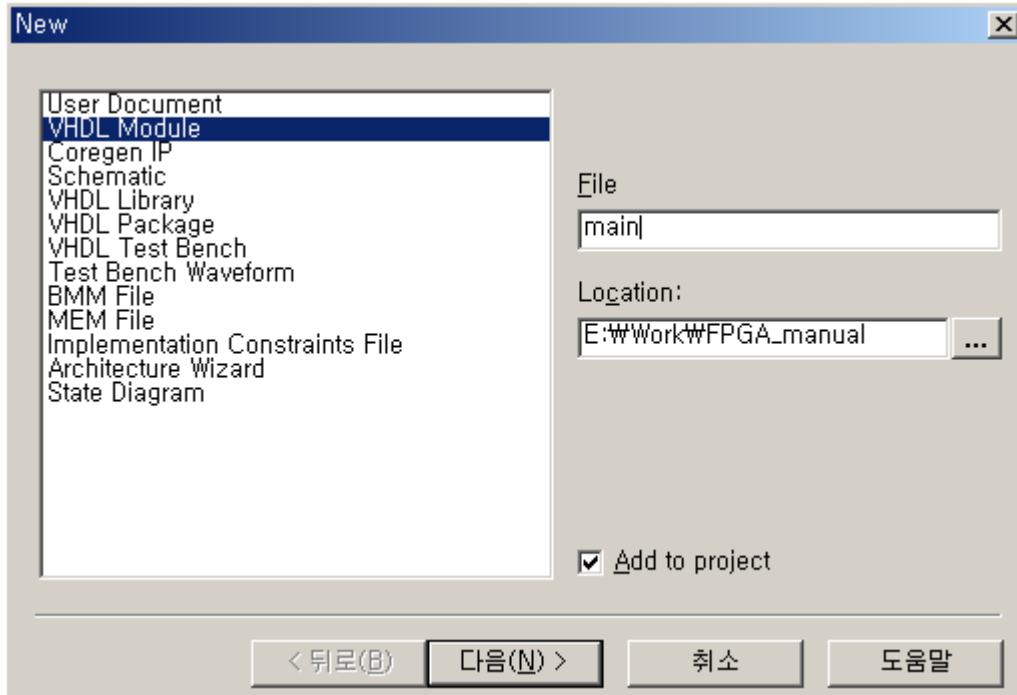 New
User Document
VHDL Module
Coregen IP
Schematic
VHDL Library
VHDL Package
VHDL Test Bench
Test Bench Waveform
BMM File
MEM File
Implementation Constraints File
Architecture Wizard
State Diagram
File
main
Location:
E:₩Work₩FPGA_manual
...
Add to project
< 뒤로(B)
다음(N) >
취소
도움말